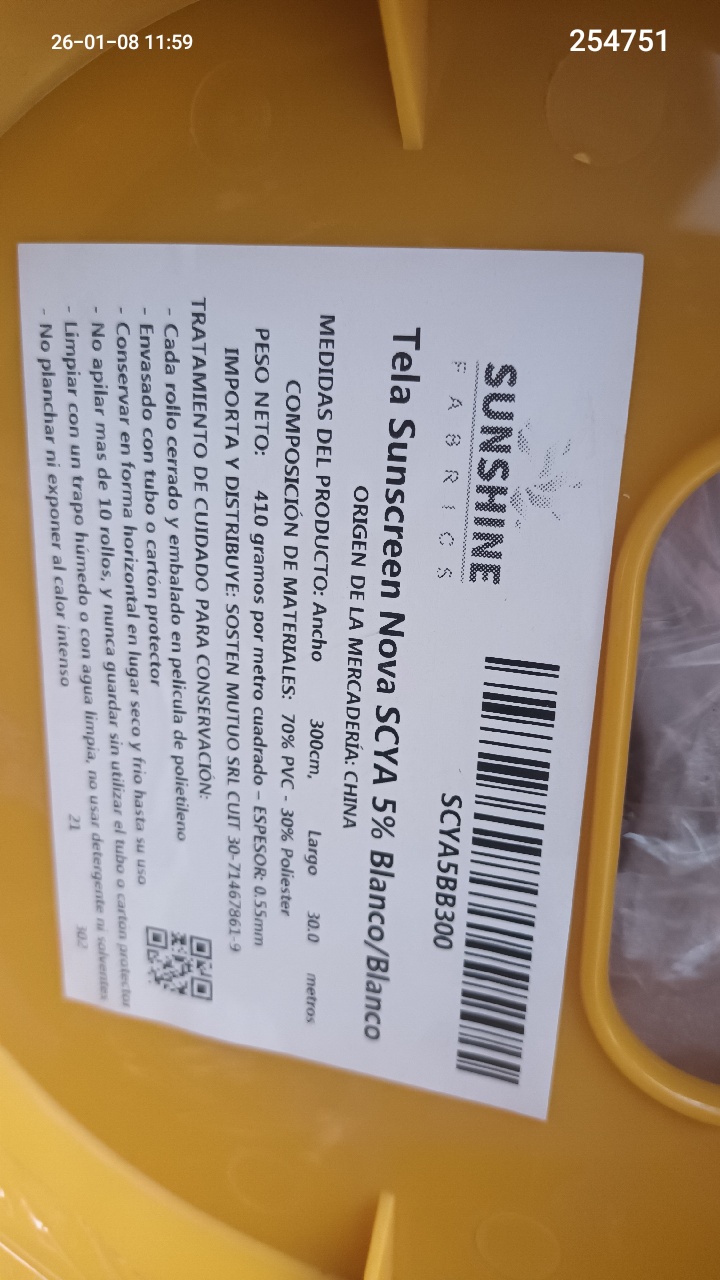 26-01-08 11:59
254751
SUNSHINE
FABRICS
SCYA5BB300
Tela Sunscreen Nova SCYA 5% Blanco/Blanco
ORIGEN DE LA MERCADERÍA: CHINA
MEDIDAS DEL PRODUCTO: Ancho 300cm, Largo 30.0 metros
COMPOSICIÓN DE MATERIALES: 70% PVC - 30% Poliester
PESO NETO: 410 gramos por metro cuadrado – ESPESOR: 0.55mm
IMPORTA Y DISTRIBUYE: SOSTEN MUTUO SRL CUIT 30-71467861-9
TRATAMIENTO DE CUIDADO PARA CONSERVACIÓN:
- Cada rollo cerrado y embalado en pelicula de polietileno
- Envasado con tubo o cartón protector
- Conservar en forma horizontal en lugar seco y frio hasta su uso
- No apilar mas de 10 rollos, y nunca guardar sin utilizar el tubo o cartón protector
- Limpiar con un trapo húmedo o con agua limpia, no usar detergente ni solventes
- No planchar ni exponer al calor intenso
21 302